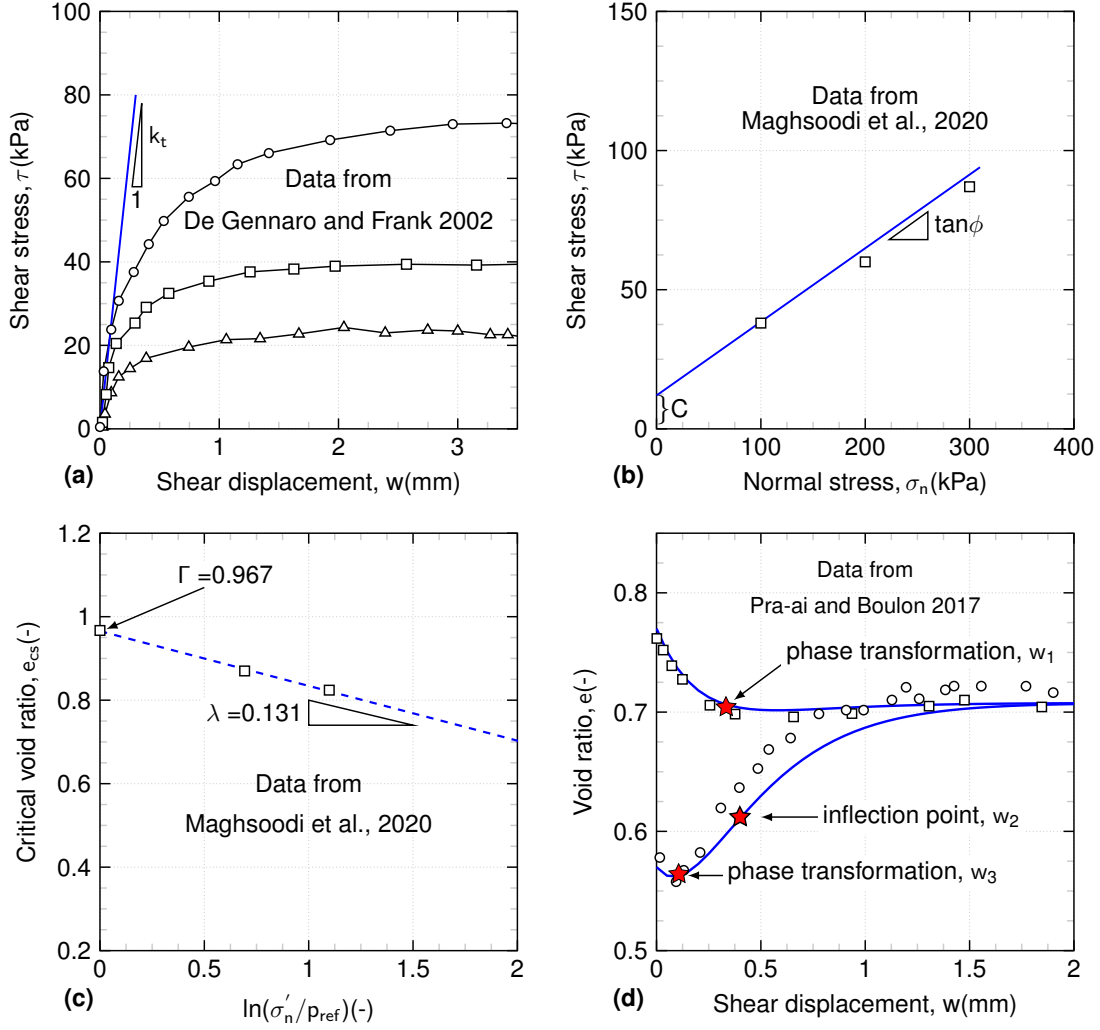 100
80
60
40
20
0
Shear stress, τ(kPa)
k_t
1
Data from
De Gennaro and Frank 2002
0
1
2
3
(a)
Shear displacement, w(mm)
150
100
50
0
Shear stress, τ(kPa)
Data from
Maghsoodi et al., 2020
tanϕ
}C
0
100
200
300
400
(b)
Normal stress, σ_n(kPa)
1.2
1
0.8
0.6
0.4
0.2
Critical void ratio, e_cs(-)
Γ =0.967
λ =0.131
Data from
Maghsoodi et al., 2020
0
0.5
1
1.5
2
(c)
ln(σ′_n/p_ref)(-)
0.8
0.7
0.6
0.5
Void ratio, e(-)
Data from
Pra-ai and Boulon 2017
phase transformation, w_1
inflection point, w_2
phase transformation, w_3
0
0.5
1
1.5
2
(d)
Shear displacement, w(mm)